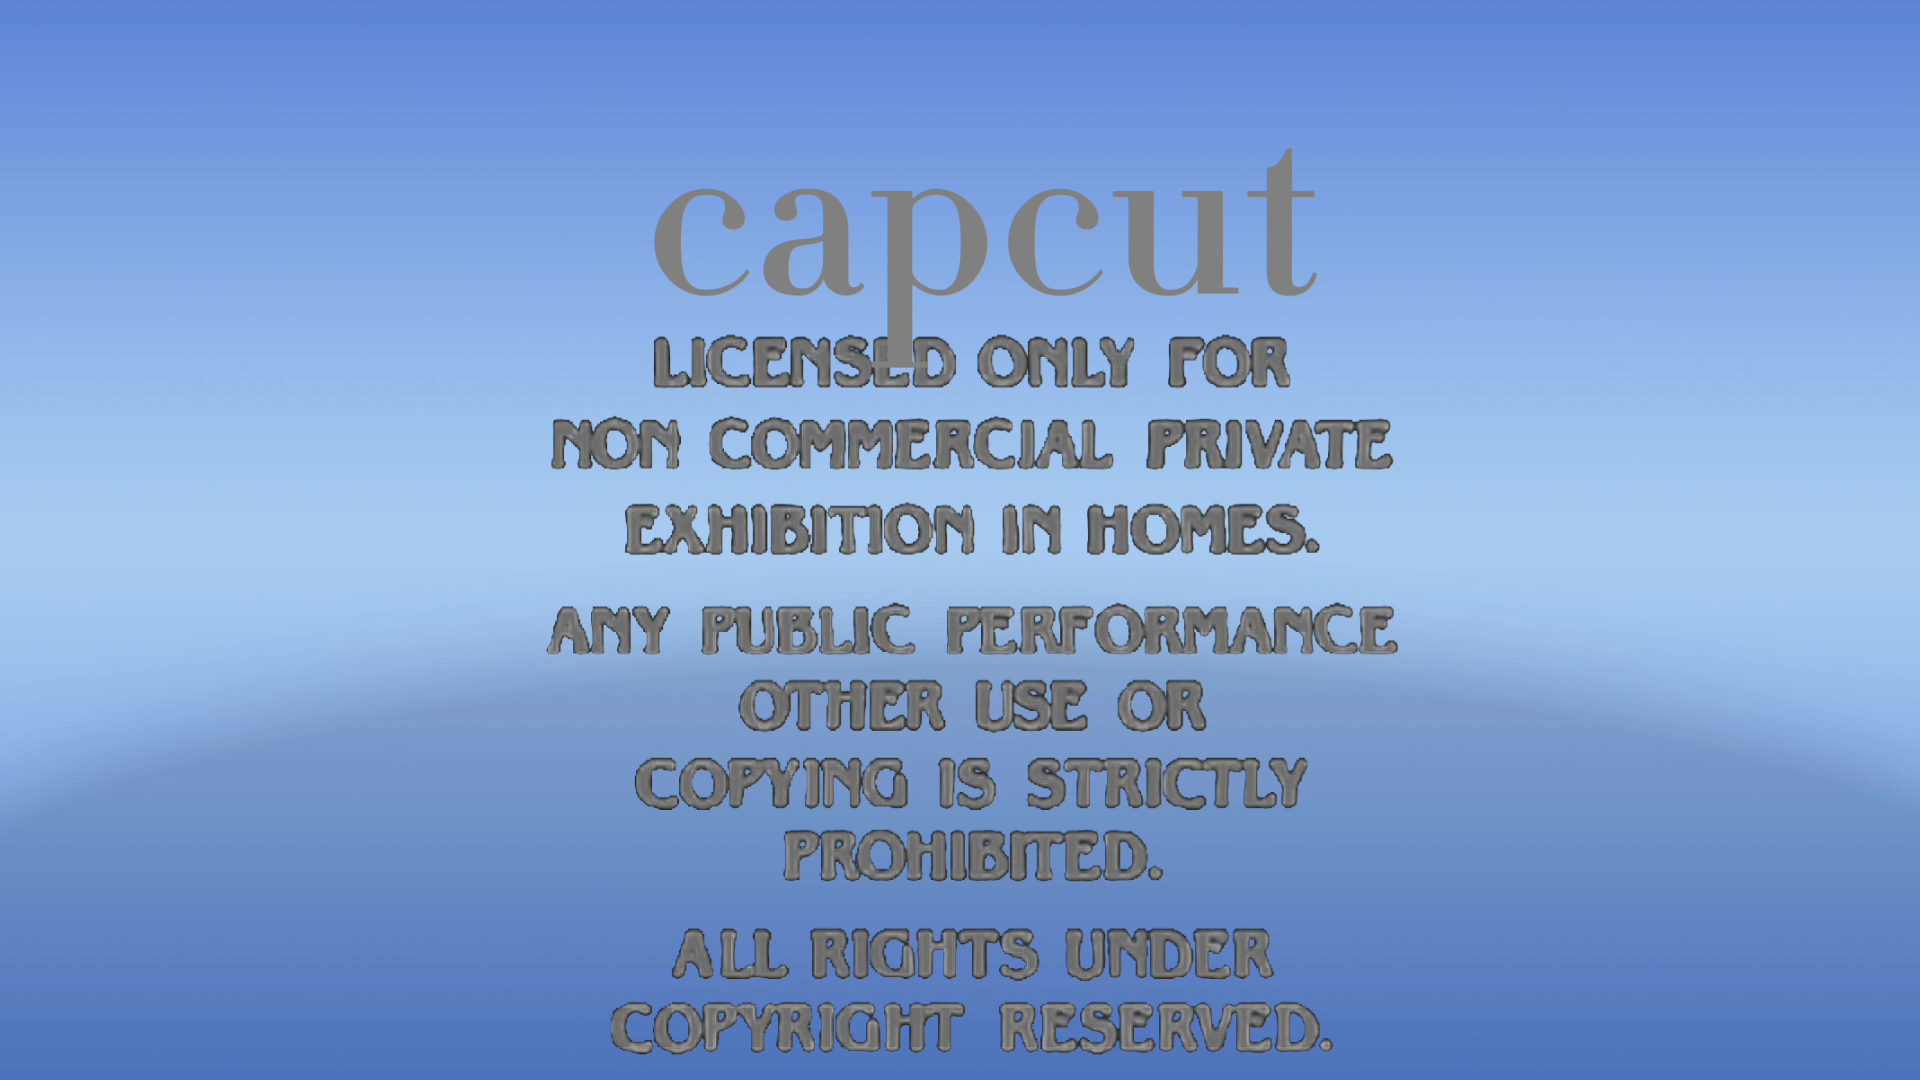 capcut
LICENSED ONLY FOR
NON COMMERCIAL PRIVATE
EXHIBITION IN HOMES.
ANY PUBLIC PERFORMANCE
OTHER USE OR
COPYING IS STRICTLY
PROHIBITED.
ALL RIGHTS UNDER
COPYRIGHT RESERVED.